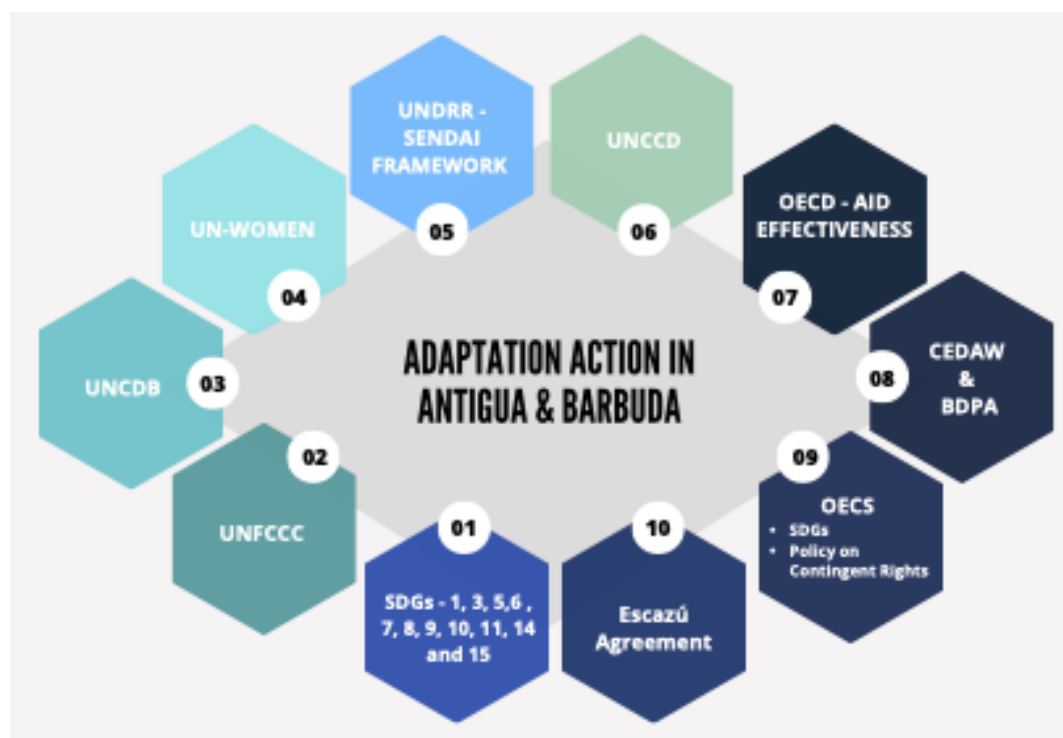 ADAPTATION ACTION IN
ANTIGUA & BARBUDA
01
SDGs - 1, 3, 5,6 ,
7, 8, 9, 10, 11, 14
and 15
02
UNFCCC
03
UNCDB
04
UN-WOMEN
05
UNDRR -
SENDAI
FRAMEWORK
06
UNCCD
07
OECD - AID
EFFECTIVENESS
08
CEDAW
&
BDPA
09
OECS
• SDGs
• Policy on
Contingent Rights
10
Escazú
Agreement